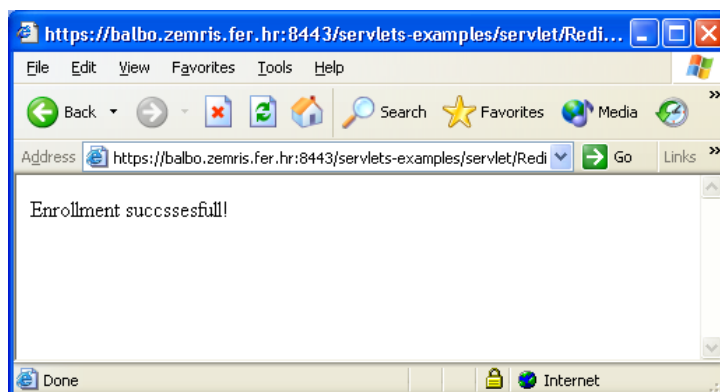 https://balbo.zemris.fer.hr:8443/servlets-examples/servlet/Redi...
File Edit View Favorites Tools Help
Back Search Favorites Media »
Address https://balbo.zemris.fer.hr:8443/servlets-examples/servlet/Redi Go Links »
Enrollment succssesfull!
Done Internet